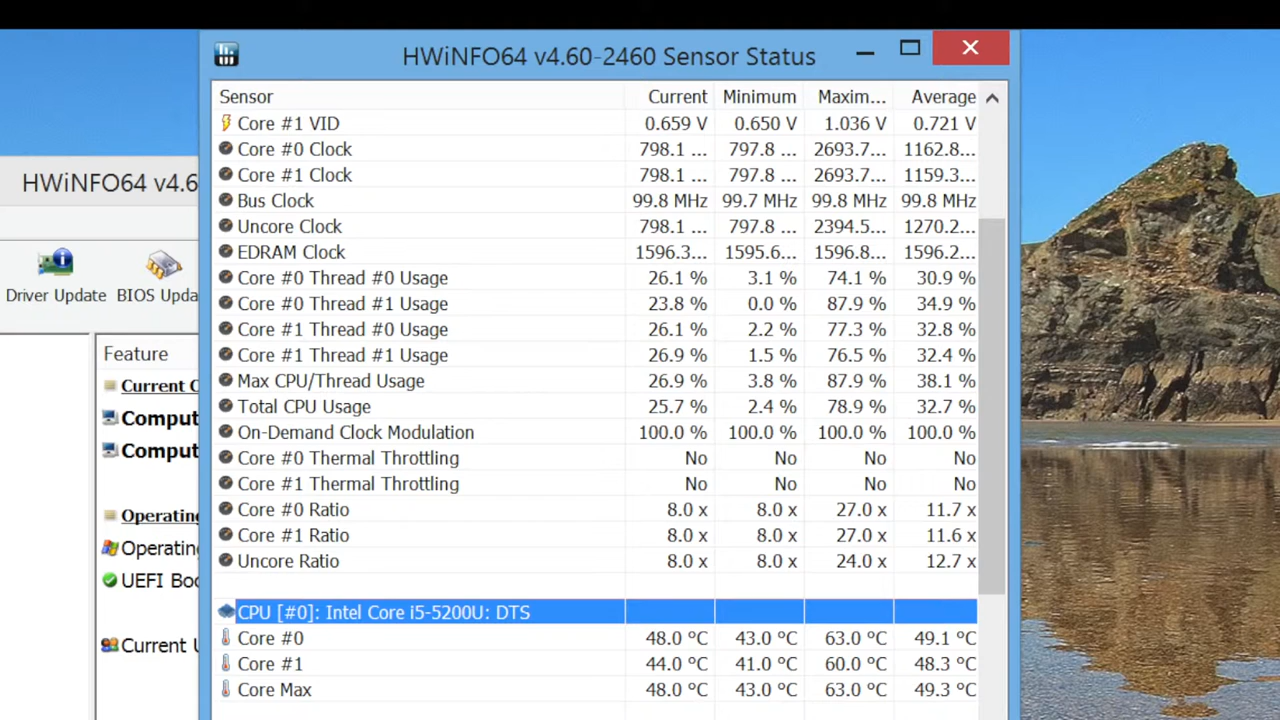 HWiNFO64 v4.60-2460 Sensor Status
Sensor Current Minimum Maxim... Average
Core #1 VID 0.659 V 0.650 V 1.036 V 0.721 V
Core #0 Clock 798.1 ... 797.8 ... 2693.7... 1162.8...
Core #1 Clock 798.1 ... 797.8 ... 2693.7... 1159.3...
Bus Clock 99.8 MHz 99.7 MHz 99.8 MHz 99.8 MHz
Uncore Clock 798.1 ... 797.8 ... 2394.5... 1270.2...
EDRAM Clock 1596.3... 1595.6... 1596.8... 1596.2...
Core #0 Thread #0 Usage 26.1 % 3.1 % 74.1 % 30.9 %
Core #0 Thread #1 Usage 23.8 % 0.0 % 87.9 % 34.9 %
Core #1 Thread #0 Usage 26.1 % 2.2 % 77.3 % 32.8 %
Core #1 Thread #1 Usage 26.9 % 1.5 % 76.5 % 32.4 %
Max CPU/Thread Usage 26.9 % 3.8 % 87.9 % 38.1 %
Total CPU Usage 25.7 % 2.4 % 78.9 % 32.7 %
On-Demand Clock Modulation 100.0 % 100.0 % 100.0 % 100.0 %
Core #0 Thermal Throttling No No No No
Core #1 Thermal Throttling No No No No
Core #0 Ratio 8.0 x 8.0 x 27.0 x 11.7 x
Core #1 Ratio 8.0 x 8.0 x 27.0 x 11.6 x
Uncore Ratio 8.0 x 8.0 x 24.0 x 12.7 x
CPU [#0]: Intel Core i5-5200U: DTS
Core #0 48.0 °C 43.0 °C 63.0 °C 49.1 °C
Core #1 44.0 °C 41.0 °C 60.0 °C 48.3 °C
Core Max 48.0 °C 43.0 °C 63.0 °C 49.3 °C
HWiNFO64 v4.6
Driver Update BIOS Upda
Feature
Current C
Comput
Comput
Operating
Operatin
UEFI Boo
Current U